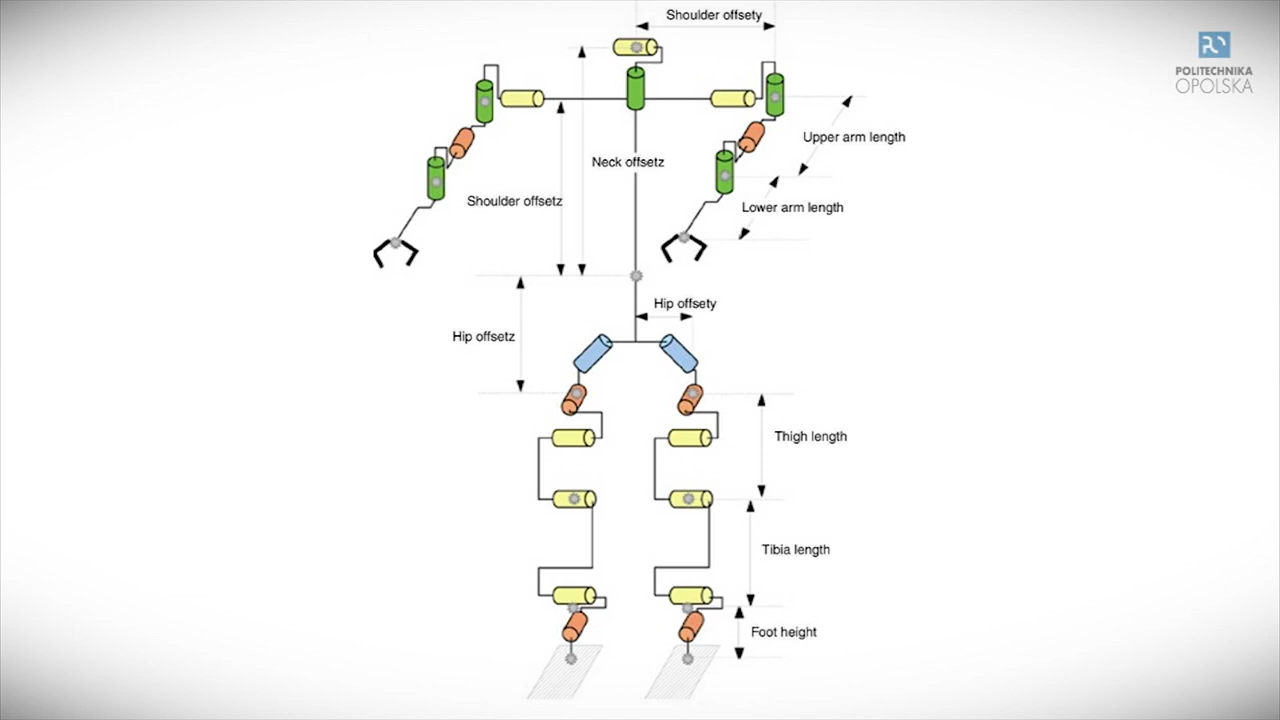 Shoulder offsety
POLITECHNIKA
OPOLSKA
Upper arm length
Neck offsetz
Shoulder offsetz
Lower arm length
Hip offsety
Hip offsetz
Thigh length
Tibia length
Foot height